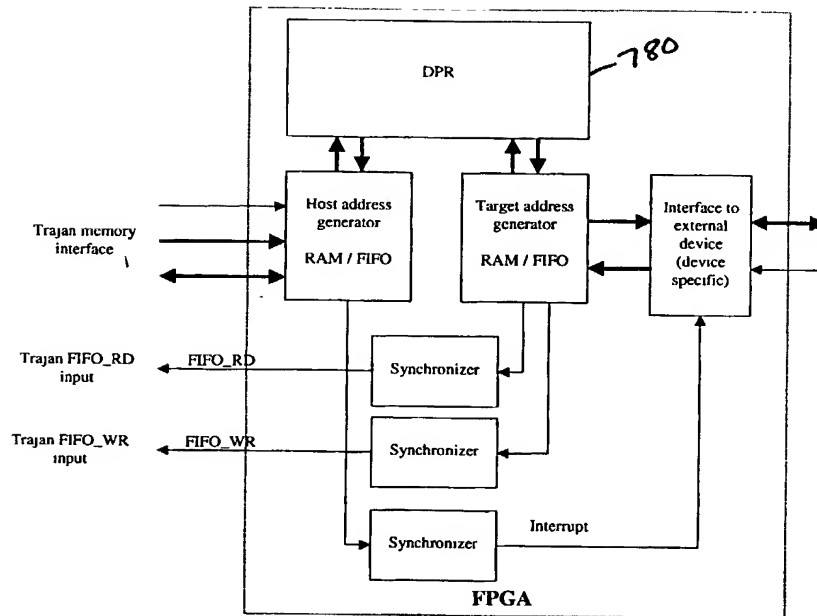 DPR
780
Host address
generator
RAM / FIFO
Target address
generator
RAM / FIFO
Interface to
external
device
(device
specific)
Trajan memory
interface
Trajan FIFO_RD
input
FIFO_RD
Synchronizer
Trajan FIFO_WR
input
FIFO_WR
Synchronizer
Synchronizer
Interrupt
FPGA